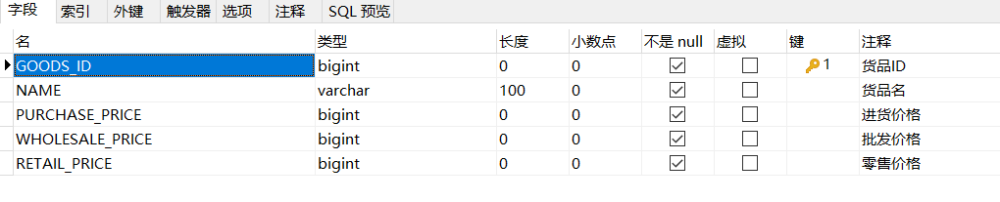 字段 索引 外键 触发器 选项 注释 SQL 预览
名 类型 长度 小数点 不是 null 虚拟 键 注释
GOODS_ID bigint 0 0 1 货品ID
NAME varchar 100 0 货品名
PURCHASE_PRICE bigint 0 0 进货价格
WHOLESALE_PRICE bigint 0 0 批发价格
RETAIL_PRICE bigint 0 0 零售价格